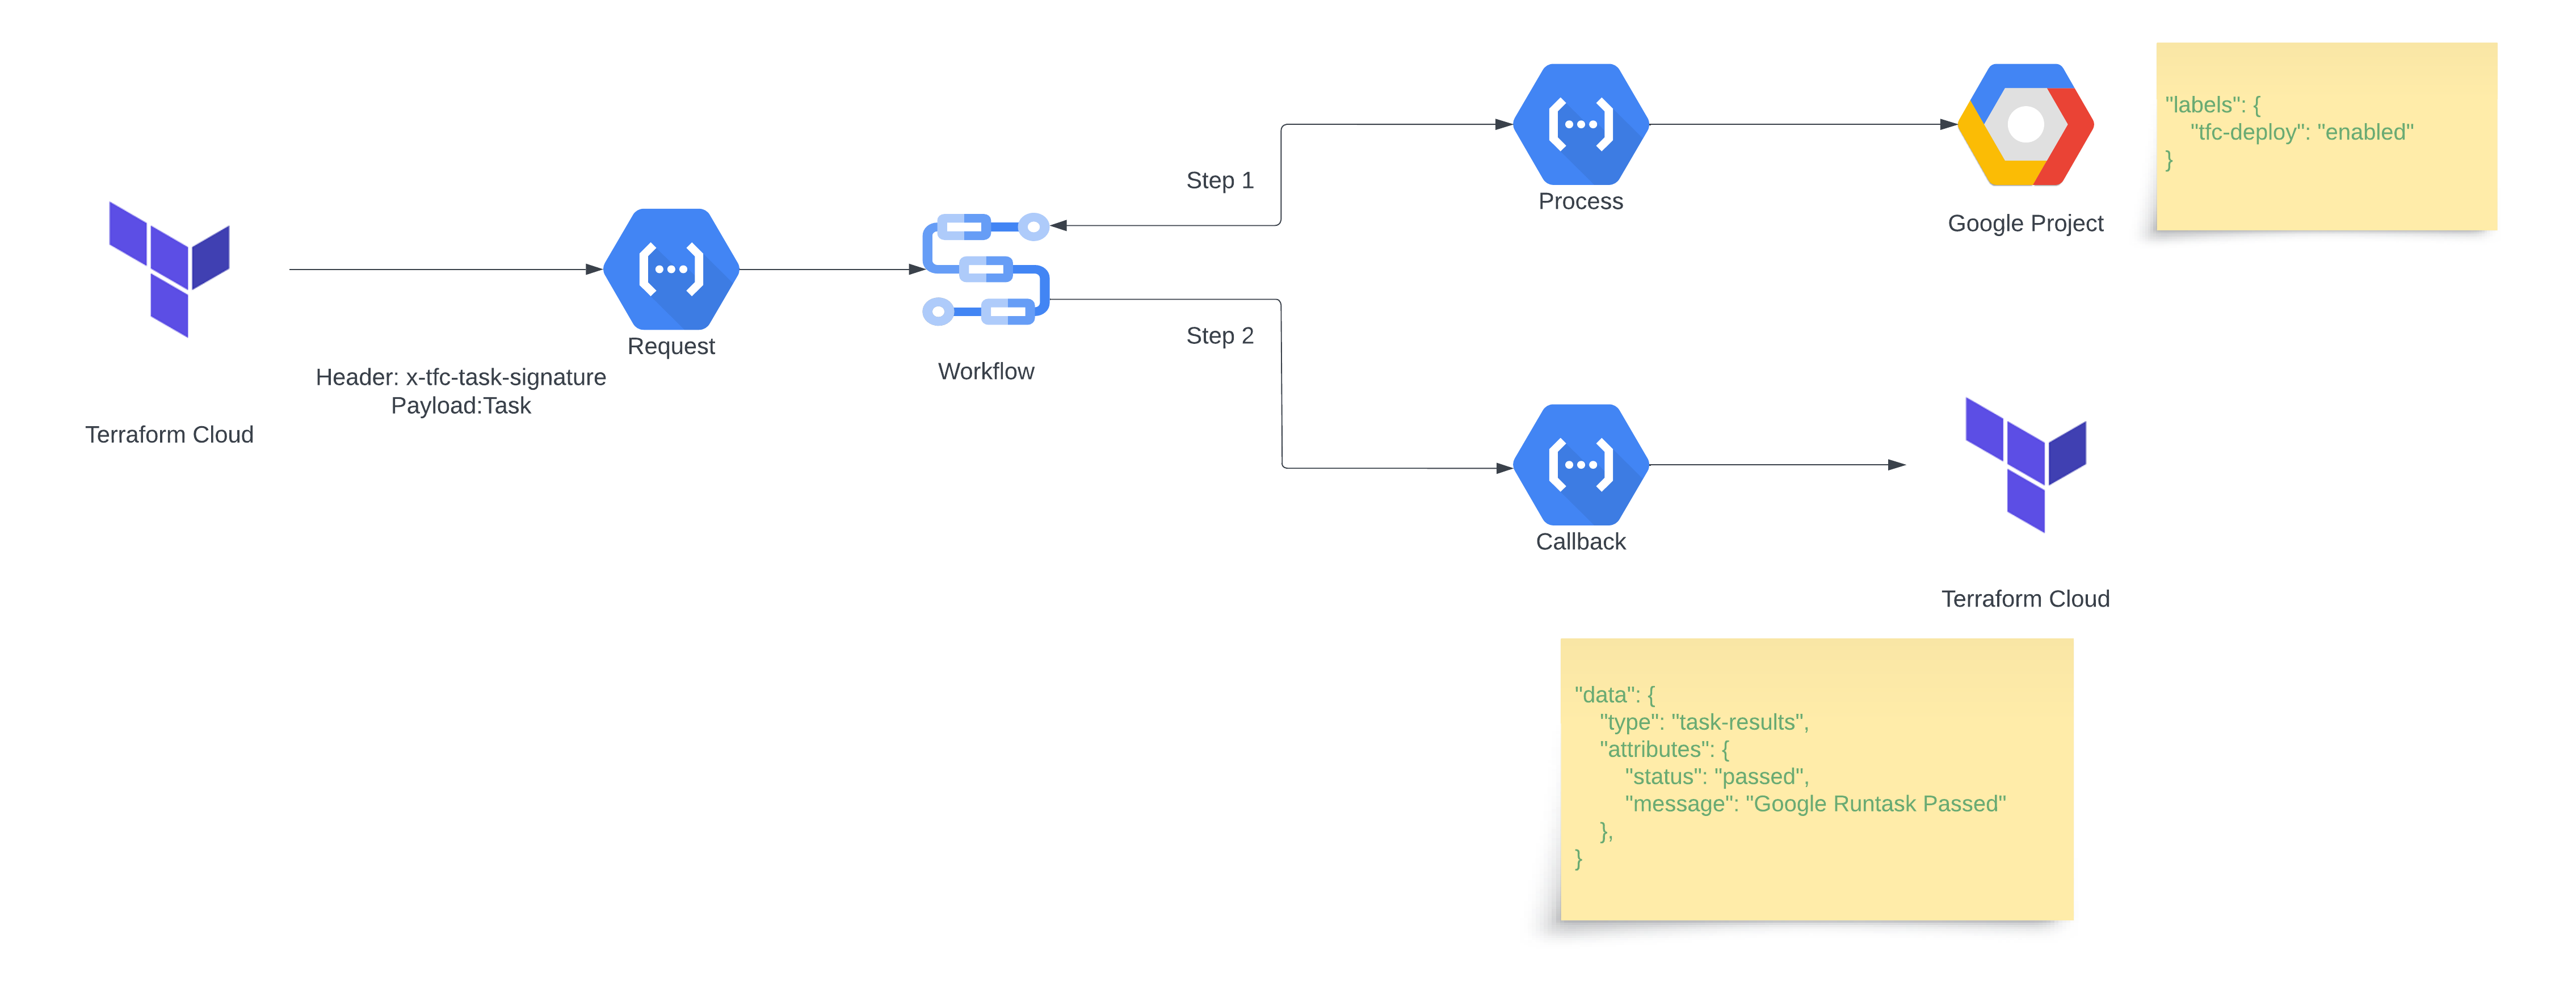 Terraform Cloud
Header: x-tfc-task-signature
Payload:Task
Request
Workflow
Step 1
Step 2
Process
Google Project
"labels": {
    "tfc-deploy": "enabled"
}
Callback
Terraform Cloud
"data": {
    "type": "task-results",
    "attributes": {
        "status": "passed",
        "message": "Google Runtask Passed"
    },
}